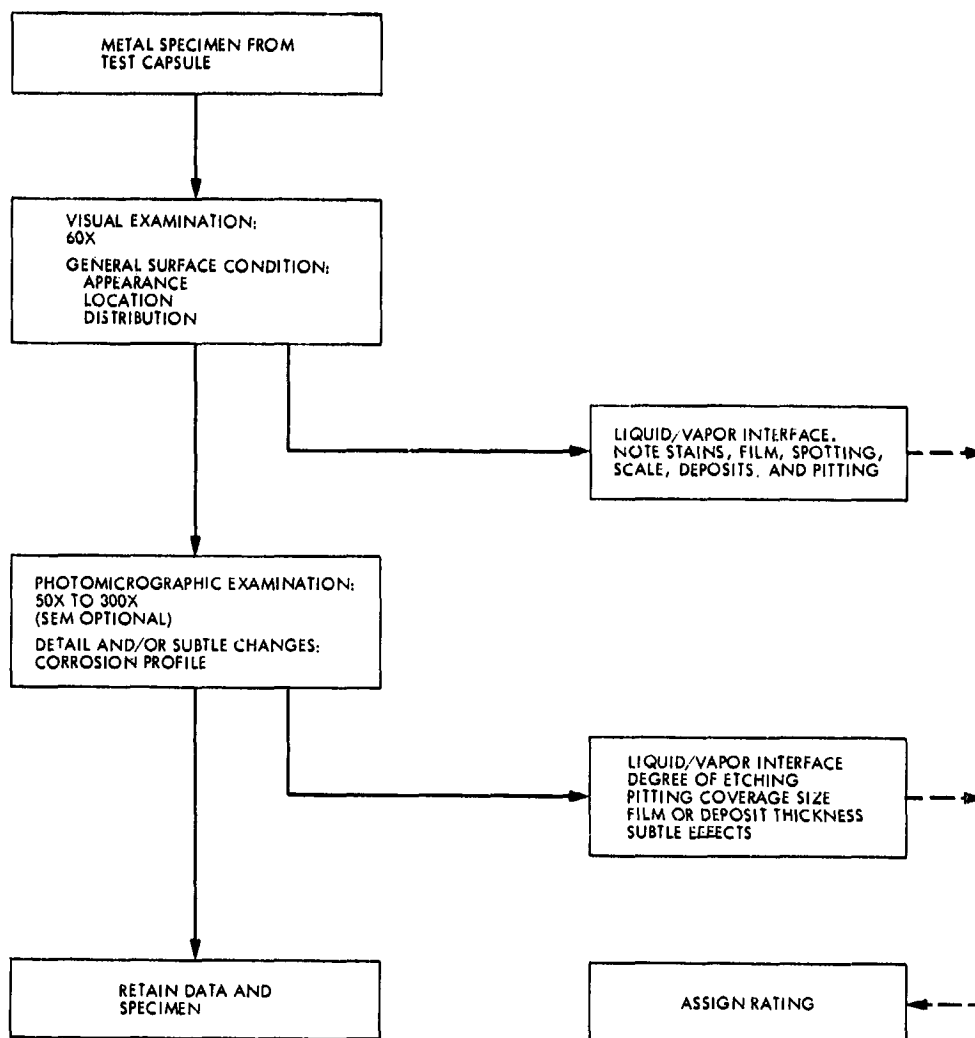 METAL SPECIMEN FROM
TEST CAPSULE
VISUAL EXAMINATION:
60X
GENERAL SURFACE CONDITION:
APPEARANCE
LOCATION
DISTRIBUTION
LIQUID/VAPOR INTERFACE.
NOTE STAINS, FILM, SPOTTING,
SCALE, DEPOSITS. AND PITTING
PHOTOMICROGRAPHIC EXAMINATION:
50X TO 300X
(SEM OPTIONAL)
DETAIL AND/OR SUBTLE CHANGES:
CORROSION PROFILE
LIQUID/VAPOR INTERFACE
DEGREE OF ETCHING
PITTING COVERAGE SIZE
FILM OR DEPOSIT THICKNESS
SUBTLE EFFECTS
RETAIN DATA AND
SPECIMEN
ASSIGN RATING